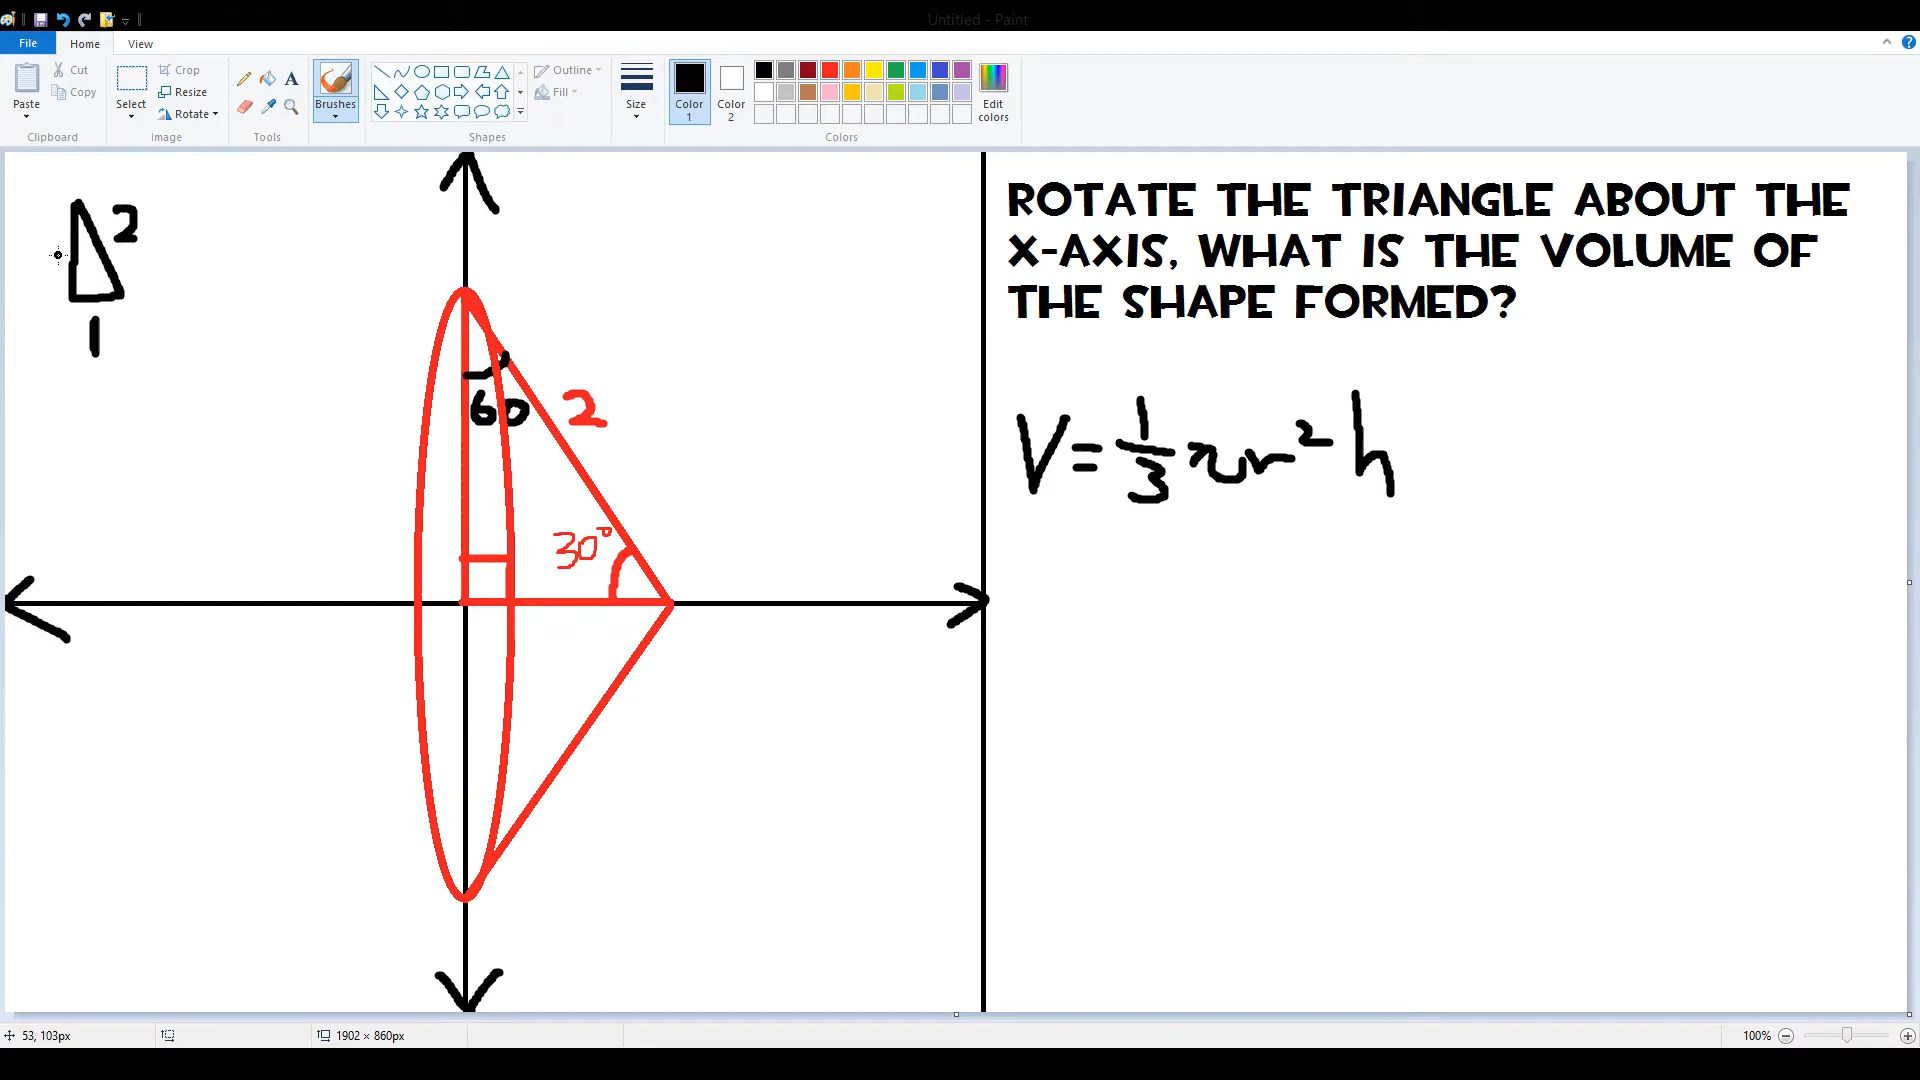 Untitled - Paint
File Home View
Paste
Cut
Copy
Clipboard
Select
Crop
Resize
Rotate
Image
Tools
Brushes
Shapes
Outline
Fill
Size
Color 1
Color 2
Edit colors
Colors
2
1
60
2
30°
ROTATE THE TRIANGLE ABOUT THE
X-AXIS, WHAT IS THE VOLUME OF
THE SHAPE FORMED?
V = 1/3 πr² h
53, 103px
1902 × 860px
100%